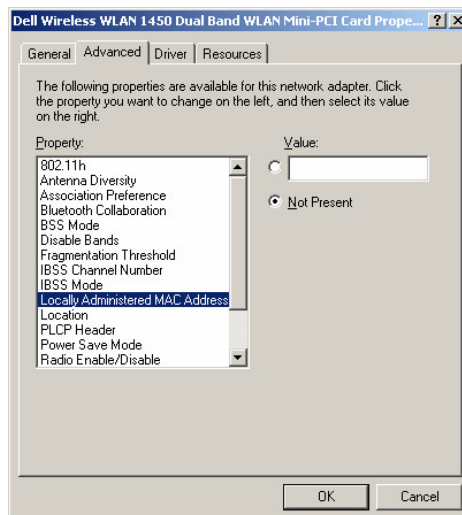 Dell Wireless WLAN 1450 Dual Band WLAN Mini-PCI Card Prope...
General Advanced Driver Resources
The following properties are available for this network adapter. Click
the property you want to change on the left, and then select its value
on the right.
Property: Value:
802.11h
Antenna Diversity
Association Preference
Bluetooth Collaboration
BSS Mode
Disable Bands
Fragmentation Threshold
IBSS Channel Number
IBSS Mode
Locally Administered MAC Address
Location
PLCP Header
Power Save Mode
Radio Enable/Disable
Not Present
OK Cancel